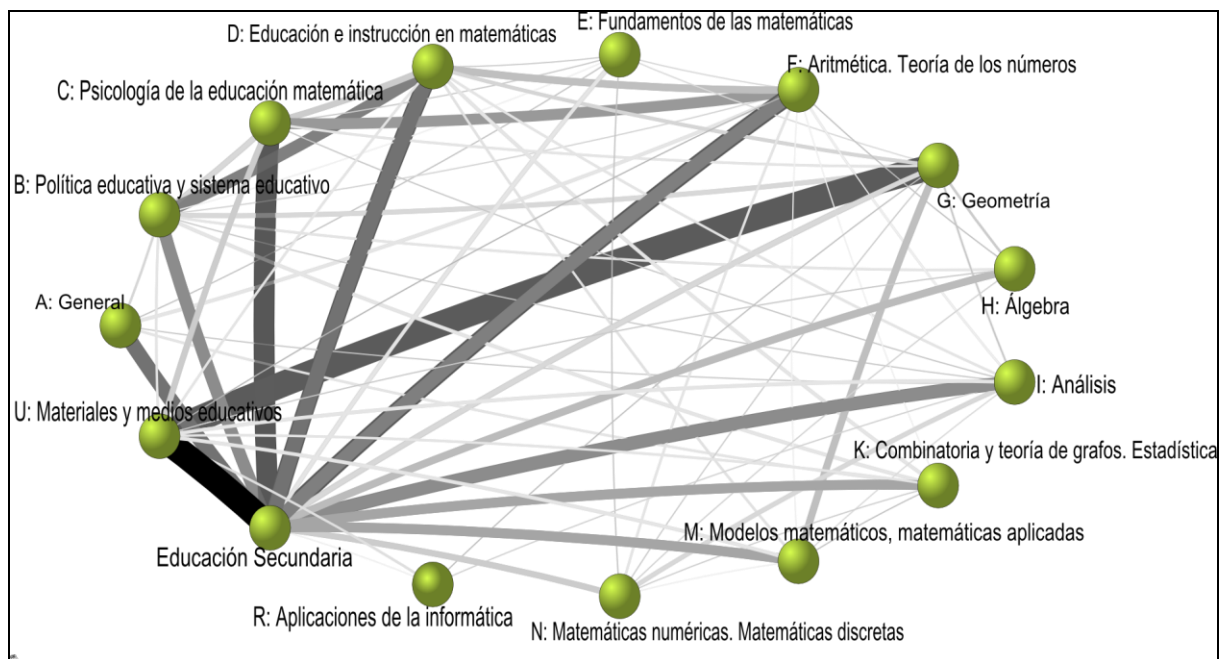 E: Fundamentos de las matemáticas
D: Educación e instrucción en matemáticas
F: Aritmética. Teoría de los números
C: Psicología de la educación matemática
B: Política educativa y sistema educativo
G: Geometría
A: General
H: Álgebra
U: Materiales y medios educativos
I: Análisis
K: Combinatoria y teoría de grafos. Estadística
M: Modelos matemáticos, matemáticas aplicadas
Educación Secundaria
R: Aplicaciones de la informática
N: Matemáticas numéricas. Matemáticas discretas